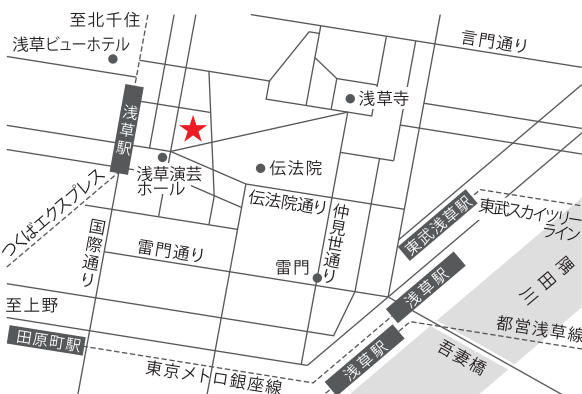 至北千住
浅草ビューホテル
言問通り
浅草駅
浅草寺
浅草演芸
ホール
伝法院
伝法院通り
つくばエクスプレス
国際通り
雷門通り
仲見世通り
雷門
東武浅草駅
東武スカイツリー
ライン
浅草駅
隅田川
至上野
田原町駅
東京メトロ銀座線
浅草駅
都営浅草線
吾妻橋